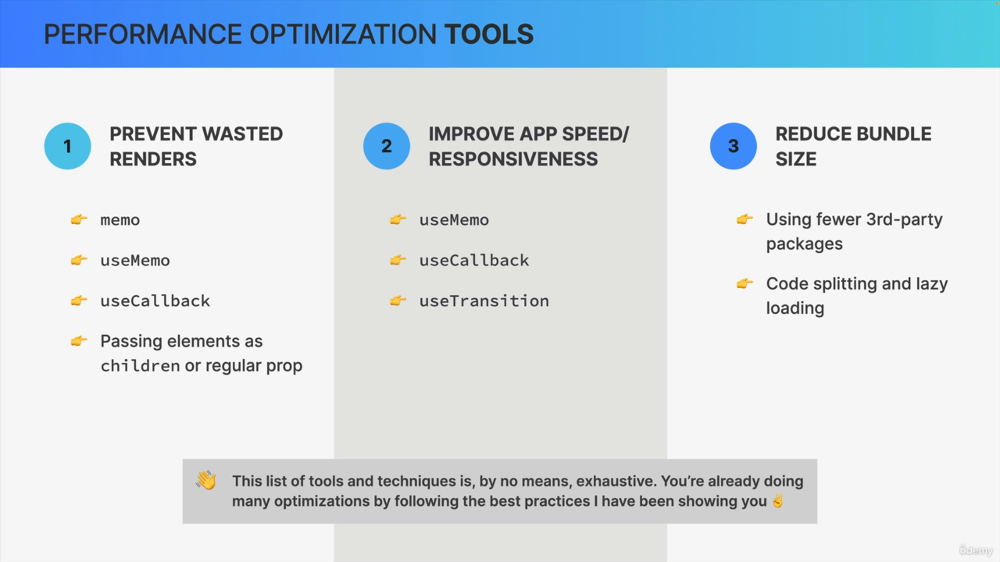 PERFORMANCE OPTIMIZATION TOOLS
1
PREVENT WASTED
RENDERS
👉 memo
👉 useMemo
👉 useCallback
👉 Passing elements as
children or regular prop
2
IMPROVE APP SPEED/
RESPONSIVENESS
👉 useMemo
👉 useCallback
👉 useTransition
3
REDUCE BUNDLE
SIZE
👉 Using fewer 3rd-party
packages
👉 Code splitting and lazy
loading
👋 This list of tools and techniques is, by no means, exhaustive. You’re already doing
many optimizations by following the best practices I have been showing you ✌️
ûdemy